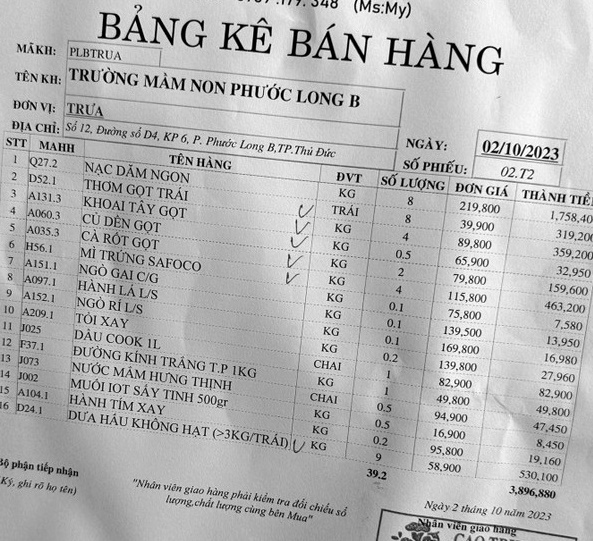 .179. 348 (Ms:My)
BẢNG KÊ BÁN HÀNG
MÃKH: PLBTRUA
TÊN KH: TRƯỜNG MÀM NON PHƯỚC LONG B
ĐƠN VỊ: TRƯA
NGÀY: 02/10/2023
ĐỊA CHỈ: Số 12, Đường số D4, KP 6, P. Phước Long B,TP.Thủ Đức
SỐ PHIẾU: 02.T2
STT MAHH TÊN HÀNG ĐVT SỐ LƯỢNG ĐƠN GIÁ THÀNH TIỀ
1 Q27.2 NẠC DĂM NGON KG 8 219,800 1,758,40
2 D52.1 THƠM GỌT TRÁI TRÁI 8 39,900 319,20
3 A131.3 KHOAI TÂY GỌT KG 4 89,800 359,200
4 A060.3 CỦ DỀN GỌT KG 0.5 65,900 32,950
5 A035.3 CÀ RỐT GỌT KG 2 79,800 159,600
6 H56.1 MÌ TRỨNG SAFOCO KG 4 115,800 463,200
7 A151.1 NGÒ GAI C/G KG 0.1 75,800 7,580
8 A097.1 HÀNH LÁ L/S KG 0.1 139,500 13,950
9 A152.1 NGÒ RÍ L/S KG 0.1 169,800 16,980
10 A209.1 TỎI XAY KG 0.2 139,800 27,960
11 J025 DẦU COOK 1L CHAI 1 82,900 82,900
12 F37.1 ĐƯỜNG KÍNH TRẮNG T.P 1KG KG 1 49,800 49,800
13 J073 NƯỚC MẮM HƯNG THỊNH CHAI 0.5 94,900 47,450
14 J002 MUỐI IOT SẤY TINH 500gr KG 0.5 16,900 8,450
15 A104.1 HÀNH TÍM XAY KG 0.2 95,800 19,160
16 D24.1 DƯA HẤU KHÔNG HẠT (>3KG/TRÁI) KG 9 58,900 530,100
39.2 3,896,880
Bộ phận tiếp nhận
Ký, ghi rõ họ tên)
"Nhân viên giao hàng phải kiểm tra đối chiếu số
lượng,chất lượng cùng bên Mua"
Ngày 2 tháng 10 năm 2023
Nhân viên giao hàng